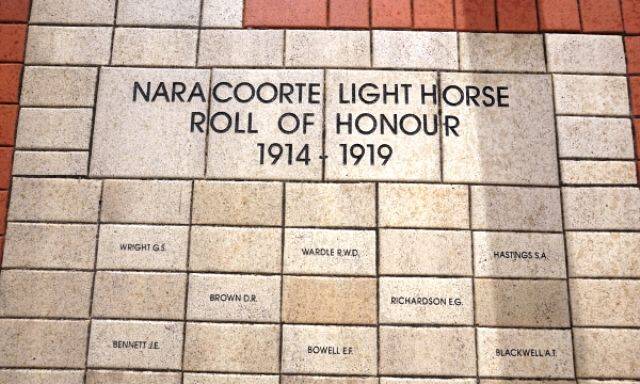 NARACOORTE LIGHT HORSE
ROLL OF HONOUR
1914 - 1919
WRIGHT G.S.
WARDLE R.W.D.
HASTINGS S.A.
BROWN D.R.
RICHARDSON E.G.
BENNETT J.E.
BOWELL E.F.
BLACKWELL A.T.